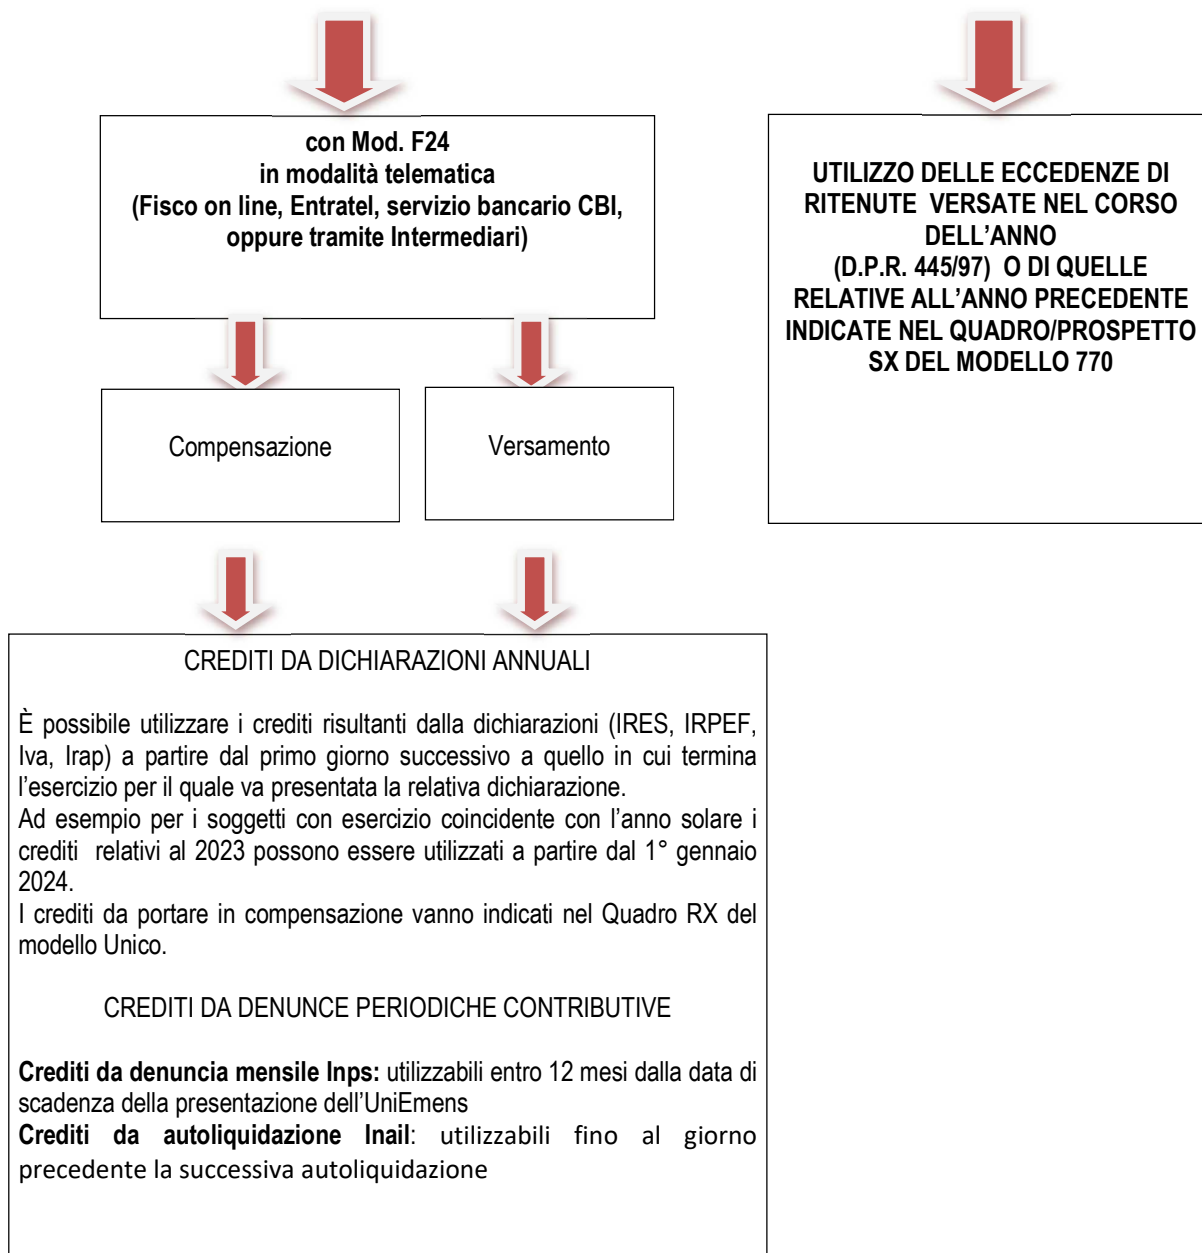 con Mod. F24
in modalità telematica
(Fisco on line, Entratel, servizio bancario CBI,
oppure tramite Intermediari)
UTILIZZO DELLE ECCEDENZE DI
RITENUTE VERSATE NEL CORSO
DELL’ANNO
(D.P.R. 445/97) O DI QUELLE
RELATIVE ALL’ANNO PRECEDENTE
INDICATE NEL QUADRO/PROSPETTO
SX DEL MODELLO 770
Compensazione
Versamento
CREDITI DA DICHIARAZIONI ANNUALI
È possibile utilizzare i crediti risultanti dalla dichiarazioni (IRES, IRPEF,
Iva, Irap) a partire dal primo giorno successivo a quello in cui termina
l’esercizio per il quale va presentata la relativa dichiarazione.
Ad esempio per i soggetti con esercizio coincidente con l’anno solare i
crediti relativi al 2023 possono essere utilizzati a partire dal 1° gennaio
2024.
I crediti da portare in compensazione vanno indicati nel Quadro RX del
modello Unico.
CREDITI DA DENUNCE PERIODICHE CONTRIBUTIVE
Crediti da denuncia mensile Inps: utilizzabili entro 12 mesi dalla data di
scadenza della presentazione dell’UniEmens
Crediti da autoliquidazione Inail: utilizzabili fino al giorno
precedente la successiva autoliquidazione